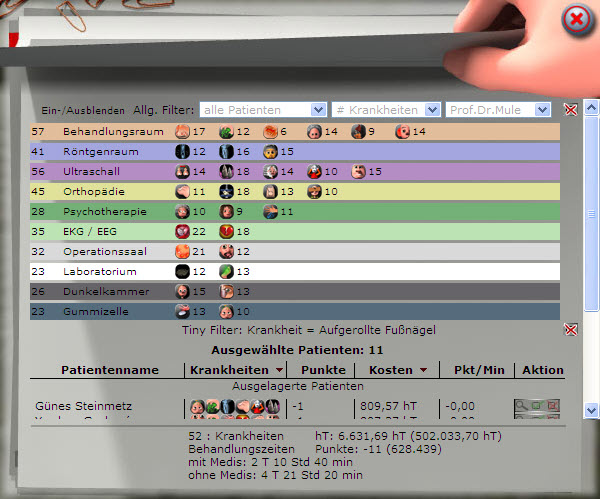 Ein-/Ausblenden Allg. Filter: alle Patienten # Krankheiten Prof.Dr.Mule
57 Behandlungsraum 17 12 6 14 9 14
41 Röntgenraum 12 16 15
56 Ultraschall 14 18 14 10 15
45 Orthopädie 11 18 13 10
28 Psychotherapie 10 9 11
35 EKG / EEG 22 18
32 Operationssaal 21 12
23 Laboratorium 12 13
26 Dunkelkammer 15 13
23 Gummizelle 13 10
Tiny Filter: Krankheit = Aufgerollte Fußnägel
Ausgewählte Patienten: 11
Patientenname Krankheiten Punkte Kosten Pkt/Min Aktion
Ausgelagerte Patienten
Günes Steinmetz -1 809,57 hT -0,00
52 : Krankheiten hT: 6.631,69 hT (502.033,70 hT)
Behandlungszeiten Punkte: -11 (628.439)
mit Medis: 2 T 10 Std 40 min
ohne Medis: 4 T 21 Std 20 min